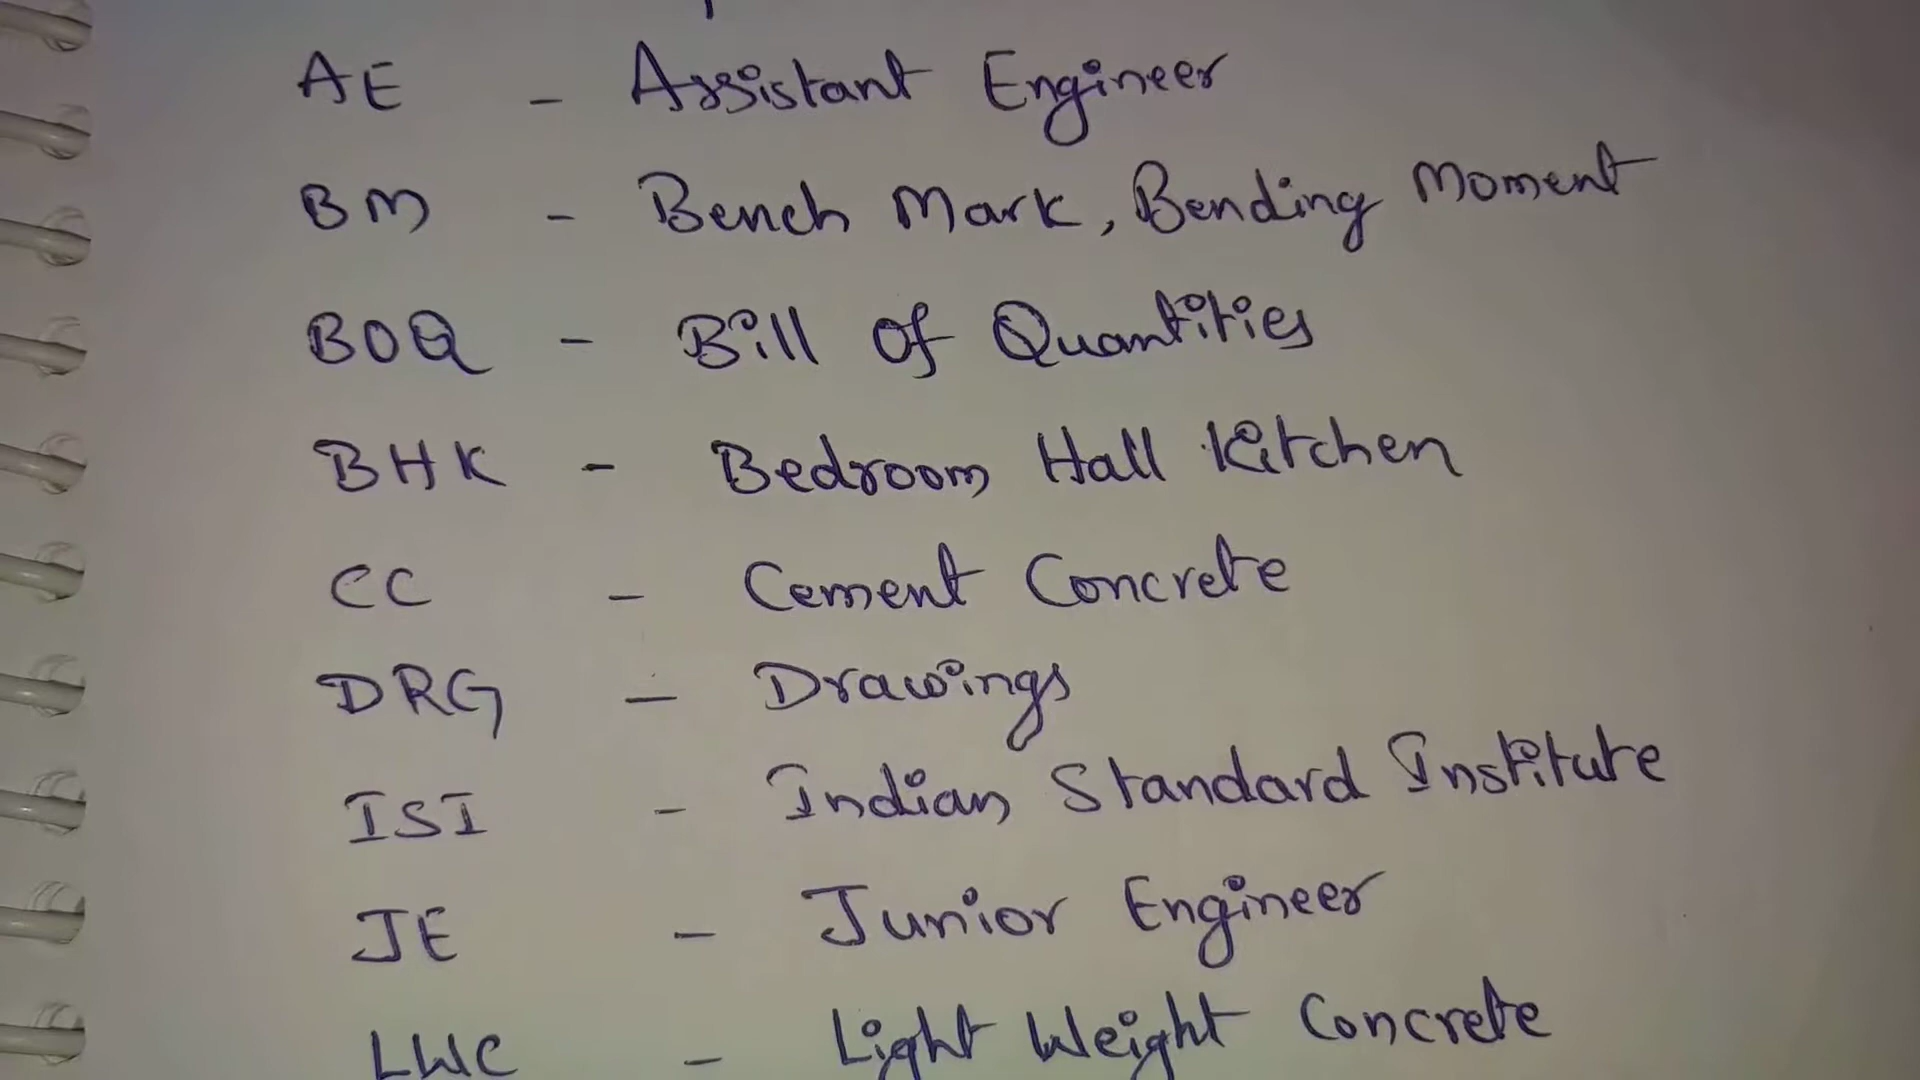 AE - Assistant Engineer
BM - Bench Mark, Bending Moment
BOQ - Bill Of Quantities
BHK - Bedroom Hall Kitchen
CC - Cement Concrete
DRG - Drawings
ISI - Indian Standard Institute
JE - Junior Engineer
LWC - Light Weight Concrete